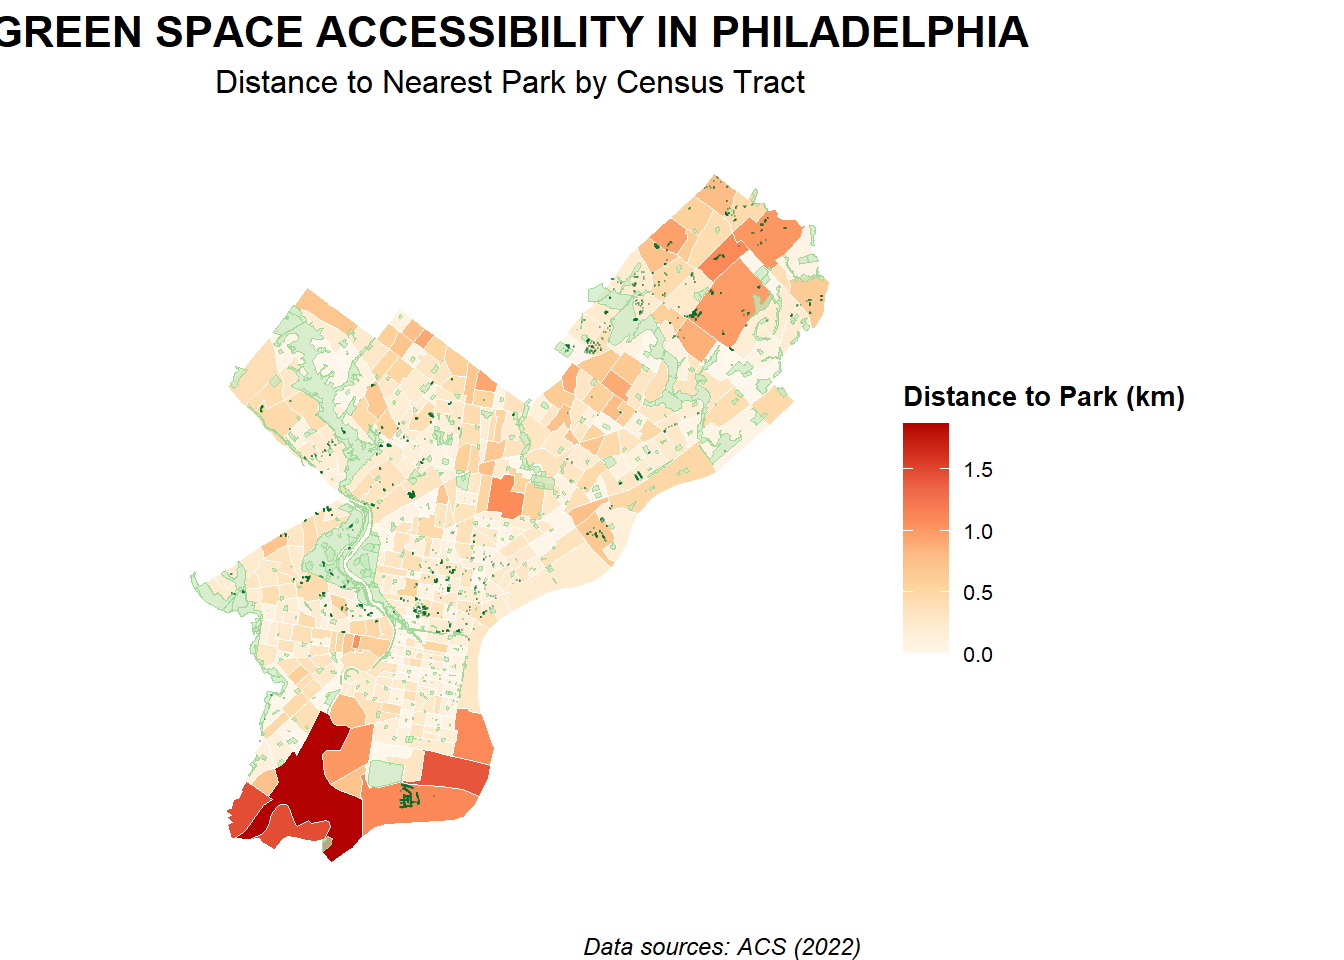 GREEN SPACE ACCESSIBILITY IN PHILADELPHIA
Distance to Nearest Park by Census Tract
Distance to Park (km)
1.5
1.0
0.5
0.0
Data sources: ACS (2022)